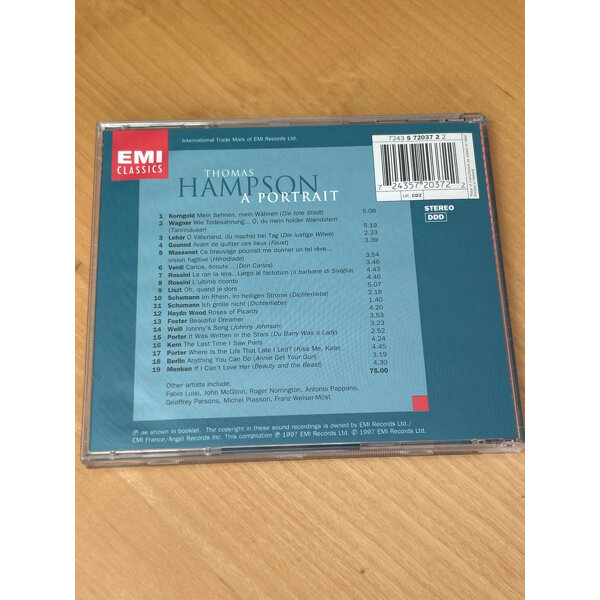 7243 5 72037 2 2
International Trade Mark of EMI Records Ltd.
EMI
CLASSICS
7 24357 20372 2
UK: CDZ
STEREO
DDD
THOMAS
HAMPSON
A PORTRAIT
1 Korngold Mein Sehnen, mein Wähnen (Die tote Stadt) 5.08
2 Wagner Wie Todesahnung... O, du mein holder Abendstern
(Tannhäuser) 5.19
3 Lehár O Vaterland, du machst bei Tag (Die lustige Witwe) 2.33
4 Gounod Avant de quitter ces lieux (Faust) 3.39
5 Massenet Ce breuvage pourrait me donner un tel rêve...
vision fugitive (Hérodiade) 3.54
6 Verdi Carlos, écoute... (Don Carlos) 3.46
7 Rossini La ran la lera...Largo al factotum (Il barbiere di Siviglia) 4.43
8 Rossini L'ultimo ricordo 4.46
9 Liszt Oh, quand je dors 5.07
10 Schumann Im Rhein, im heiligen Strome (Dichterliebe) 2.18
11 Schumann Ich grolle nicht (Dichterliebe) 1.40
12 Haydn Wood Roses of Picardy 4.20
13 Foster Beautiful Dreamer 3.53
14 Weill Johnny's Song (Johnny Johnson) 3.23
15 Porter It Was Written in the Stars (Du Barry Was a Lady) 2.52
16 Kern The Last Time I Saw Paris 4.24
17 Porter Where Is the Life That Late I Led? (Kiss Me, Kate) 4.45
18 Berlin Anything You Can Do (Annie Get Your Gun) 3.19
19 Menken If I Can't Love Her (Beauty and the Beast) 4.30
75.00
Other artists include:
Fabio Luisi, John McGlinn, Roger Norrington, Antonio Pappano,
Geoffrey Parsons, Michel Plasson, Franz Welser-Möst
℗ as shown in booklet. The copyright in these sound recordings is owned by EMI Records Ltd./
EMI France/Angel Records Inc. This compilation ℗ 1997 EMI Records Ltd. © 1997 EMI Records Ltd.